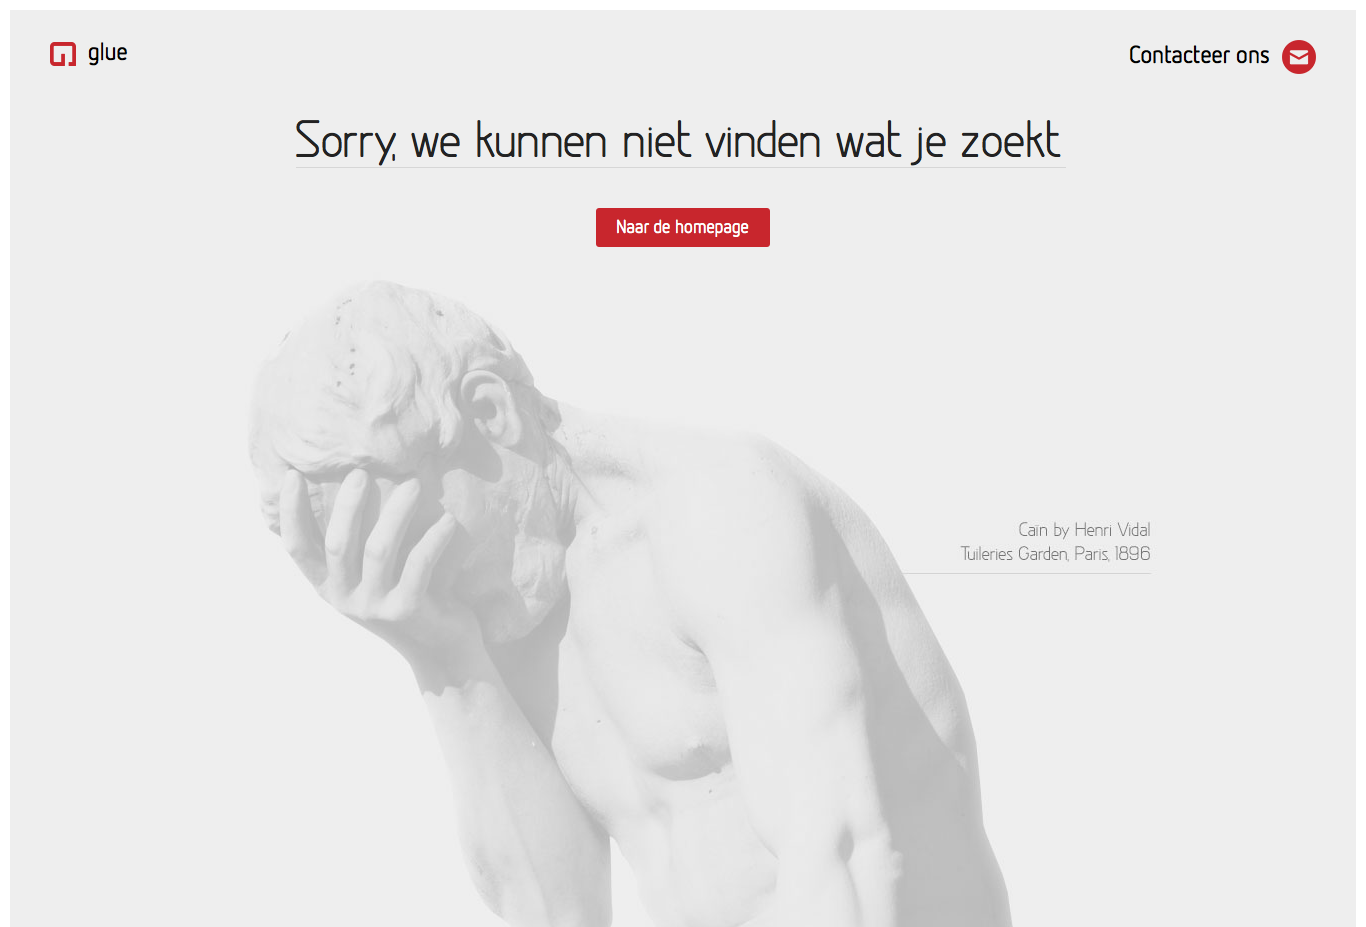 glue
Contacteer ons
Sorry, we kunnen niet vinden wat je zoekt
Naar de homepage
Caïn by Henri Vidal
Tuileries Garden, Paris, 1896